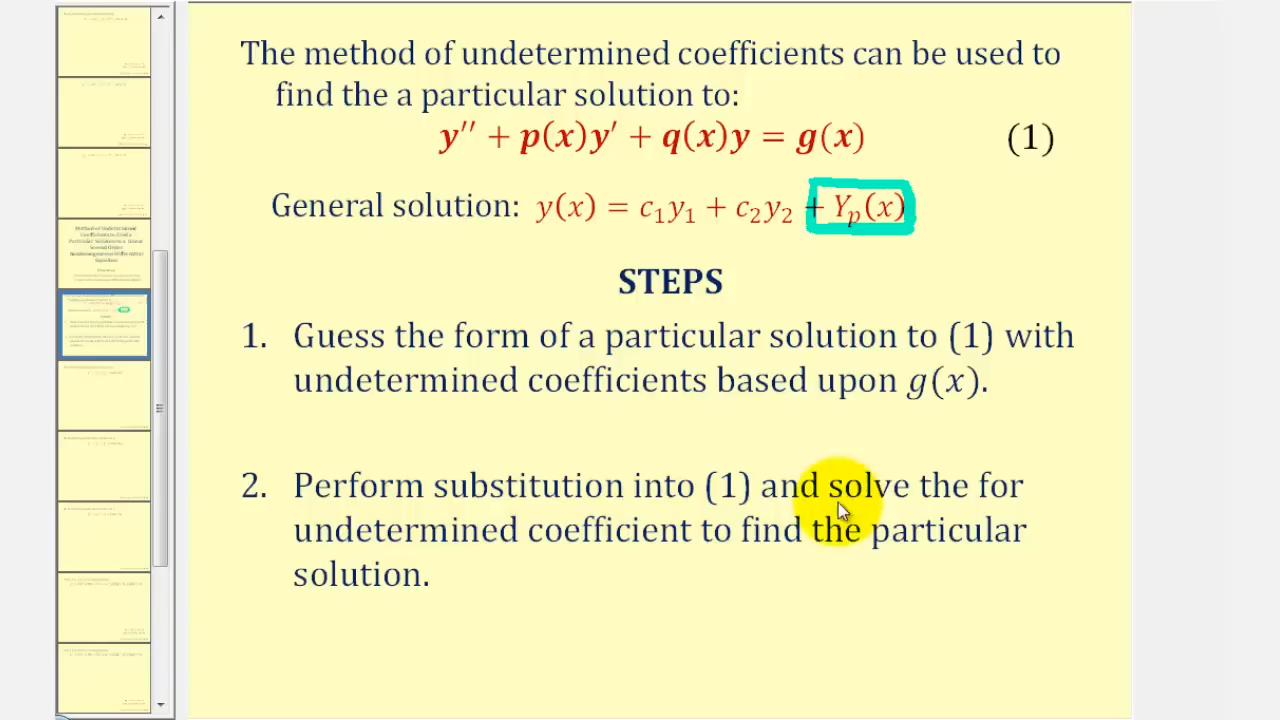 The method of undetermined coefficients can be used to
find the a particular solution to:
y″ + p(x)y′ + q(x)y = g(x) (1)
General solution: y(x) = c₁y₁ + c₂y₂ + Yₚ(x)
STEPS
1. Guess the form of a particular solution to (1) with
undetermined coefficients based upon g(x).
2. Perform substitution into (1) and solve the for
undetermined coefficient to find the particular
solution.